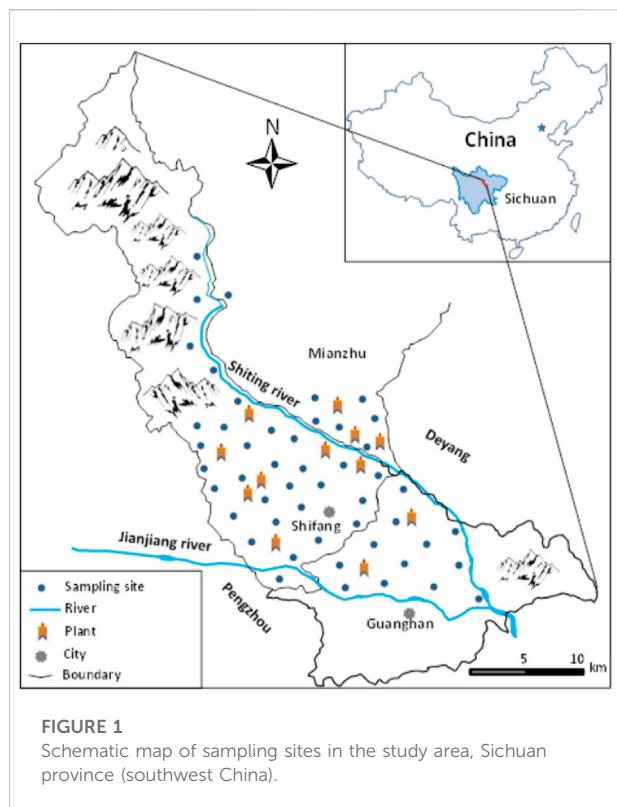 N
China
Sichuan
Mianzhu
Shiting river
Deyang
Shifang
Jianjiang river
Pengzhou
Guanghan
Sampling site
River
Plant
City
Boundary
5 10
km
FIGURE 1
Schematic map of sampling sites in the study area, Sichuan
province (southwest China).